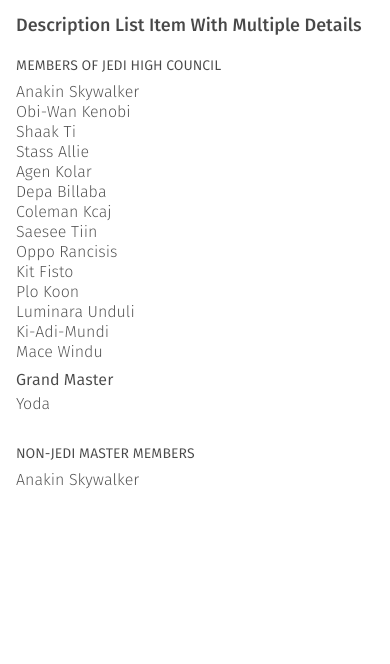 Description List Item With Multiple Details
MEMBERS OF JEDI HIGH COUNCIL
Anakin Skywalker
Obi-Wan Kenobi
Shaak Ti
Stass Allie
Agen Kolar
Depa Billaba
Coleman Kcaj
Saesee Tiin
Oppo Rancisis
Kit Fisto
Plo Koon
Luminara Unduli
Ki-Adi-Mundi
Mace Windu
Grand Master
Yoda
NON-JEDI MASTER MEMBERS
Anakin Skywalker